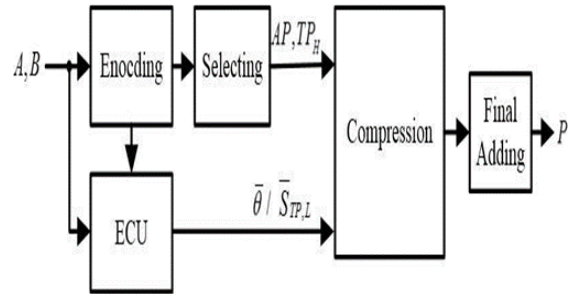 A,B
Enocding
Selecting
AP,TP_H
Compression
Final
Adding
P
ECU
θ̄ / S̄_TP,L